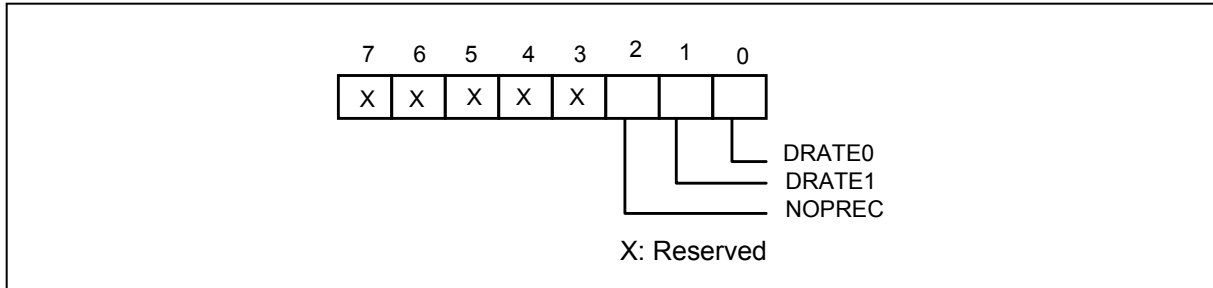 7 6 5 4 3 2 1 0
X X X X X
DRATE0
DRATE1
NOPREC
X: Reserved